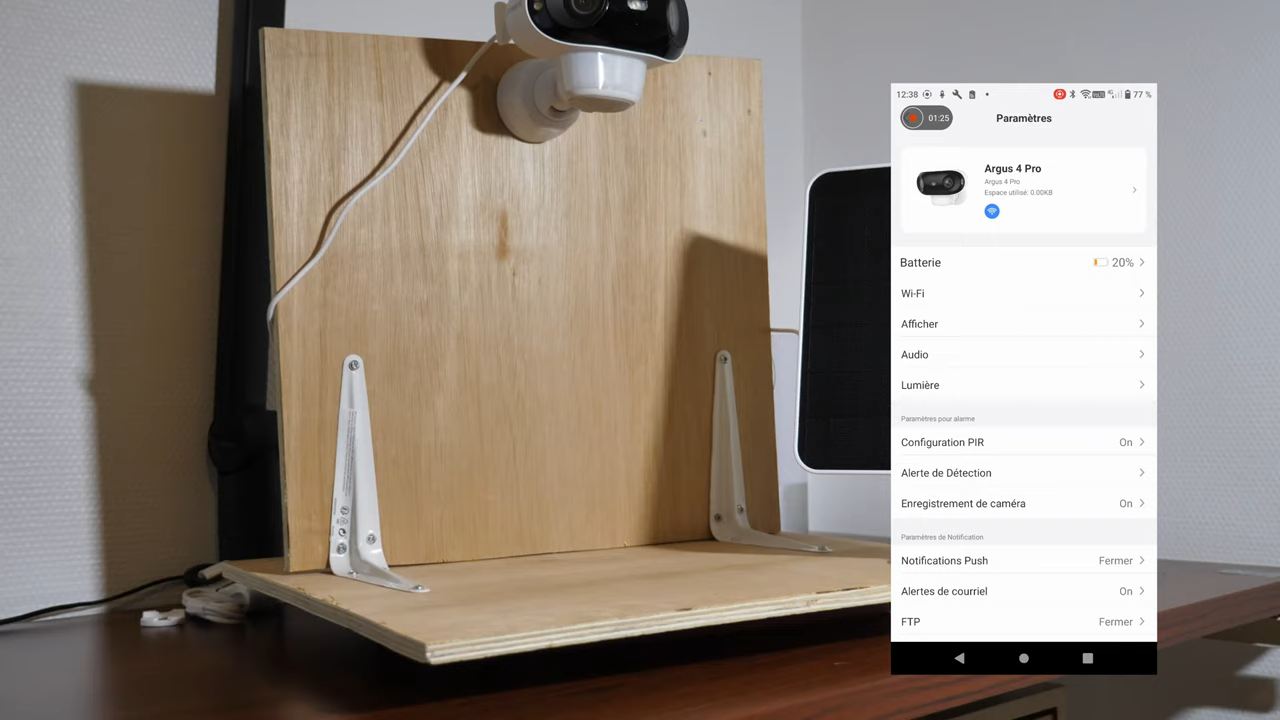 12:38
77 %
01:25
Paramètres
Argus 4 Pro
Argus 4 Pro
Espace utilisé: 0.00KB
Batterie 20%
Wi-Fi
Afficher
Audio
Lumière
Paramètres pour alarme
Configuration PIR On
Alerte de Détection
Enregistrement de caméra On
Paramètres de Notification
Notifications Push Fermer
Alertes de courriel On
FTP Fermer